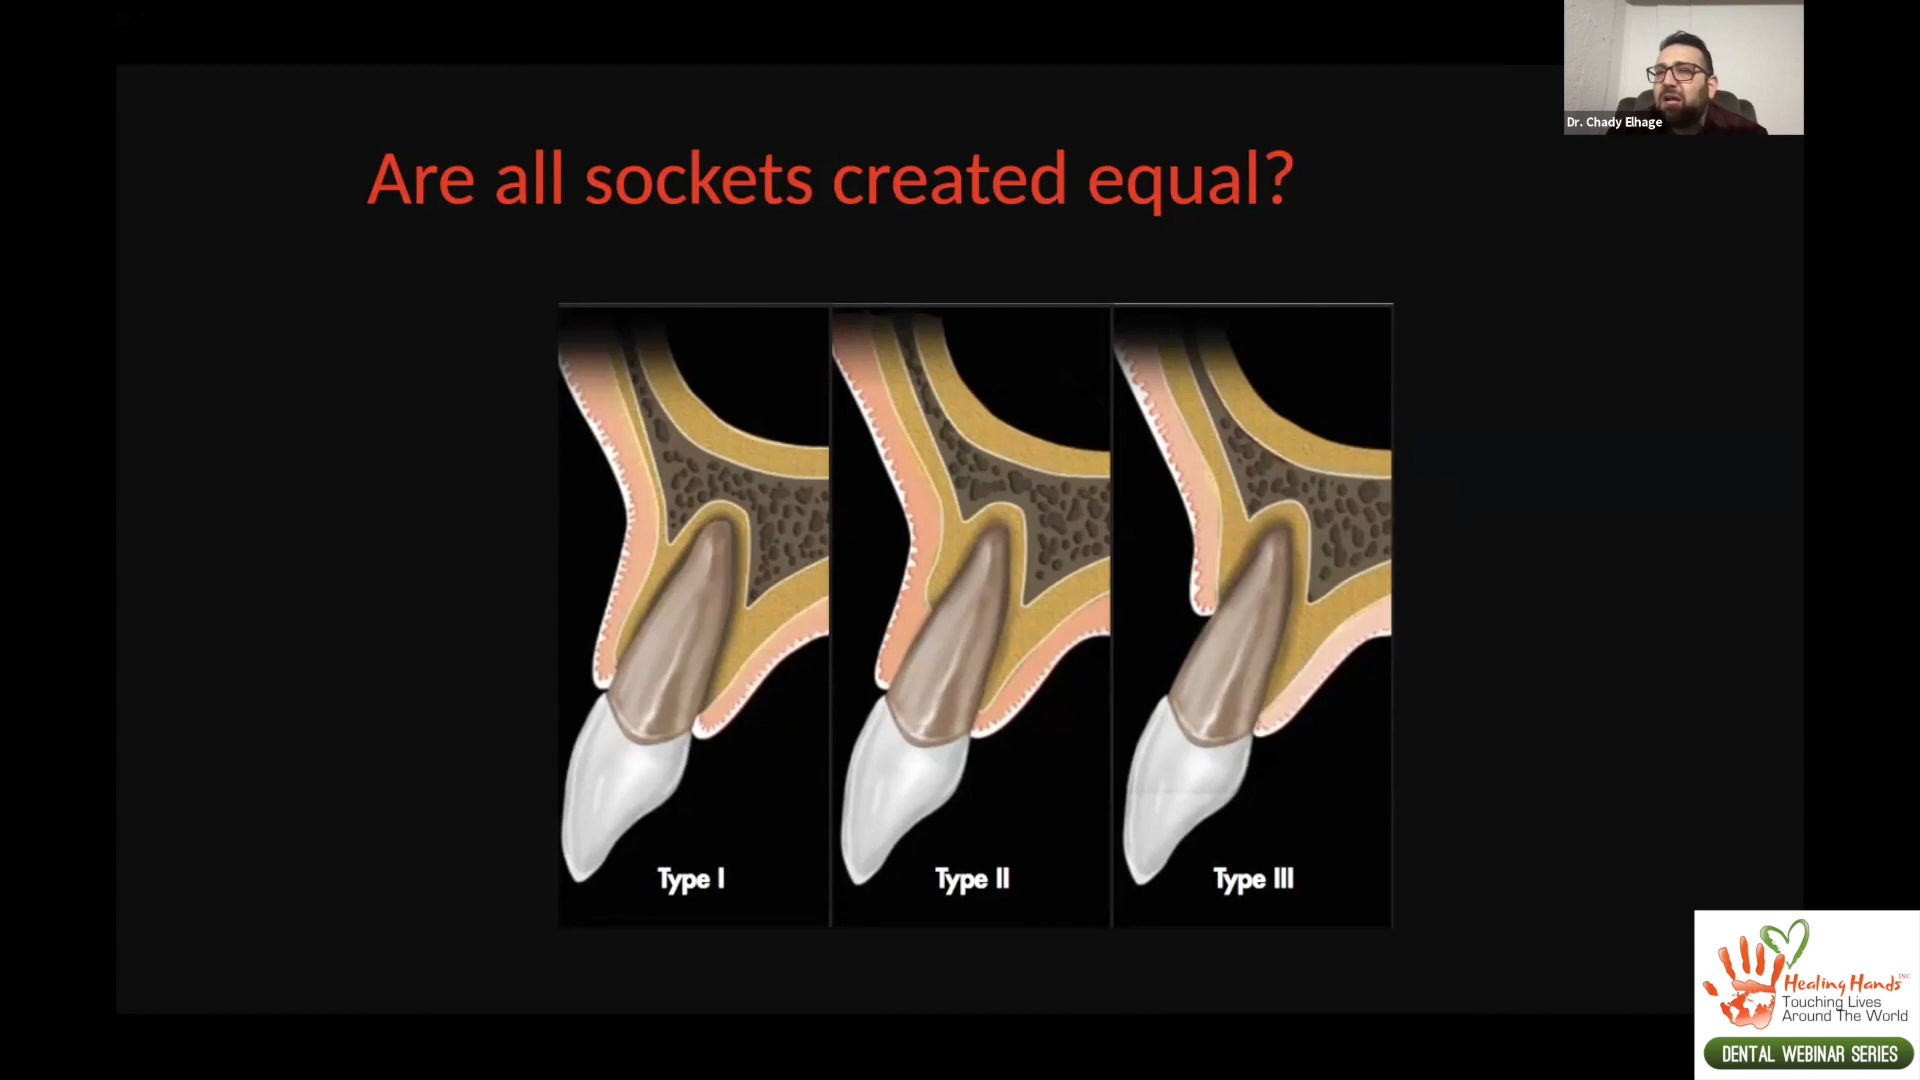 Dr. Chady Elhage
Are all sockets created equal?
Type I
Type II
Type III
Healing Hands INC
Touching Lives
Around The World
DENTAL WEBINAR SERIES